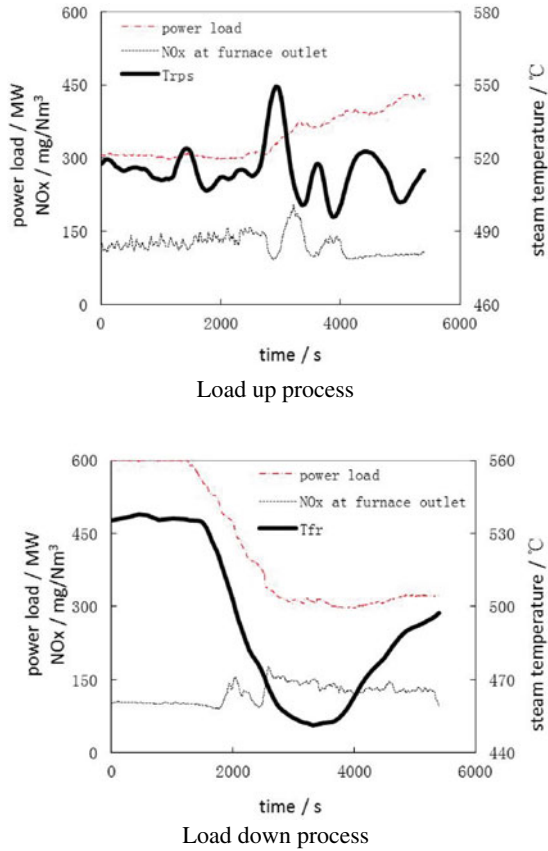 600
450
300
150
0
power load / MW
NOx / mg/Nm³
power load
NOx at furnace outlet
Trps
580
550
520
490
460
steam temperature / ℃
0 2000 4000 6000
time / s
Load up process
600
450
300
150
0
power load / MW
NOx / mg/Nm³
power load
NOx at furnace outlet
Tfr
560
530
500
470
440
steam temperature / ℃
0 2000 4000 6000
time / s
Load down process